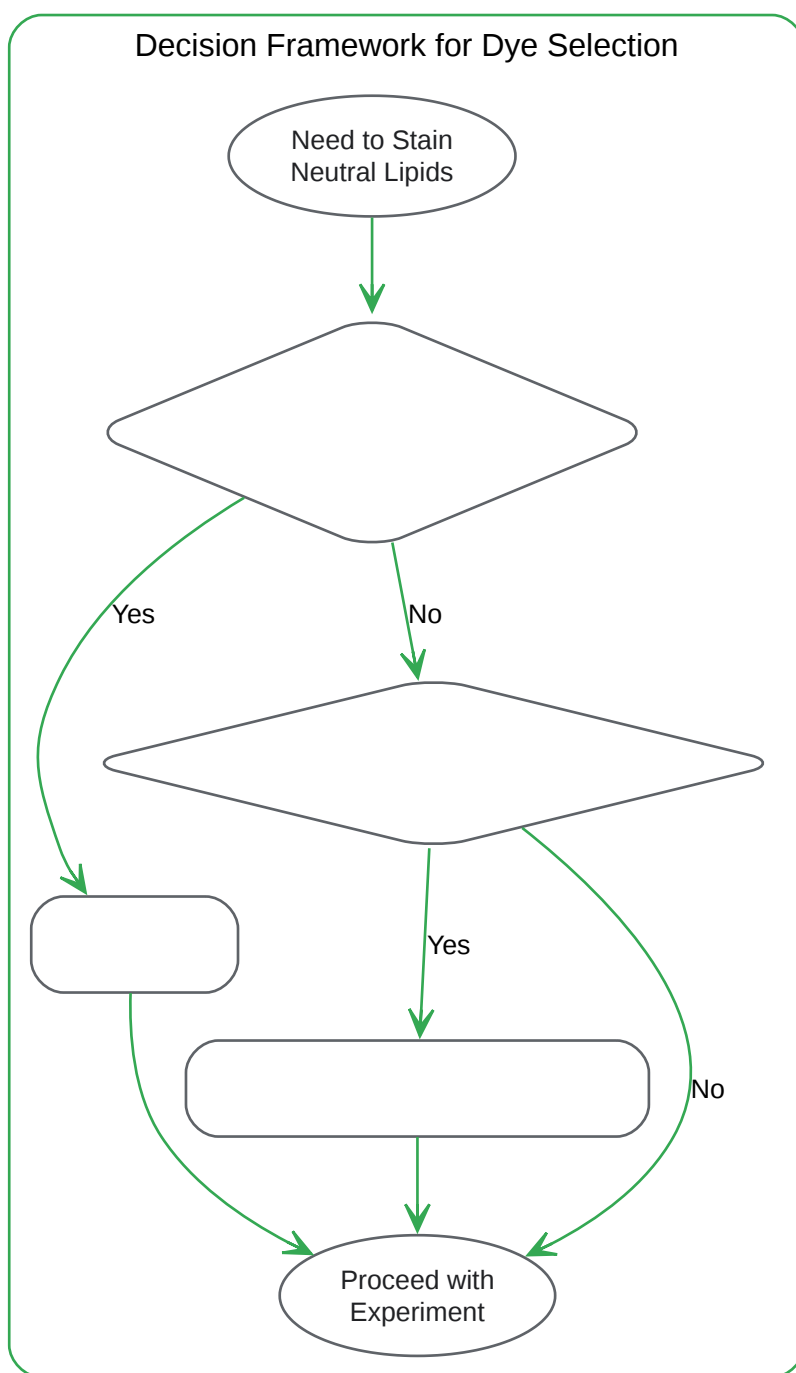 Decision Framework for Dye Selection
Need to Stain
Neutral Lipids
Yes
No
Yes
No
Proceed with
Experiment